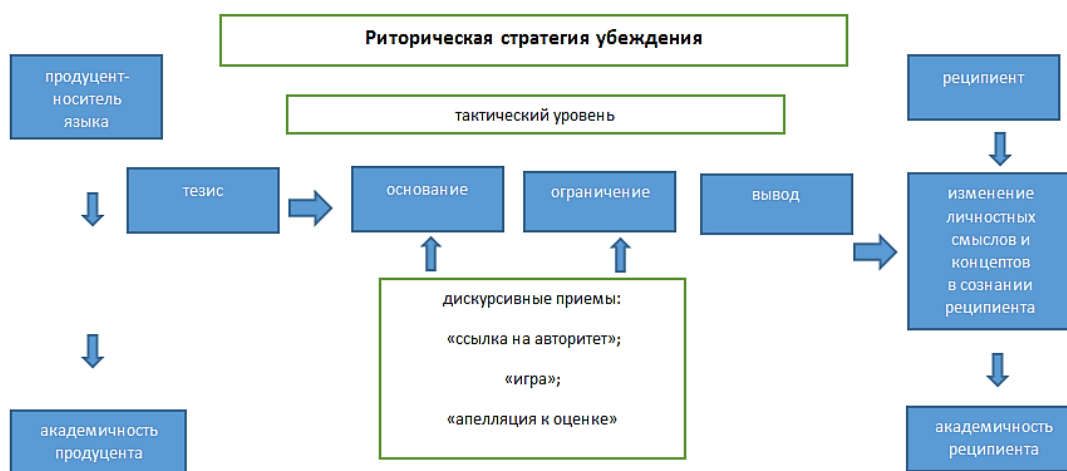 Риторическая стратегия убеждения
продуцент-
носитель
языка
реципиент
тактический уровень
тезис
основание
ограничение
вывод
изменение
личностных
смыслов и
концептов
в сознании
реципиента
дискурсивные приемы:
«ссылка на авторитет»;
«игра»;
«апелляция к оценке»
академичность
продуцента
академичность
реципиента